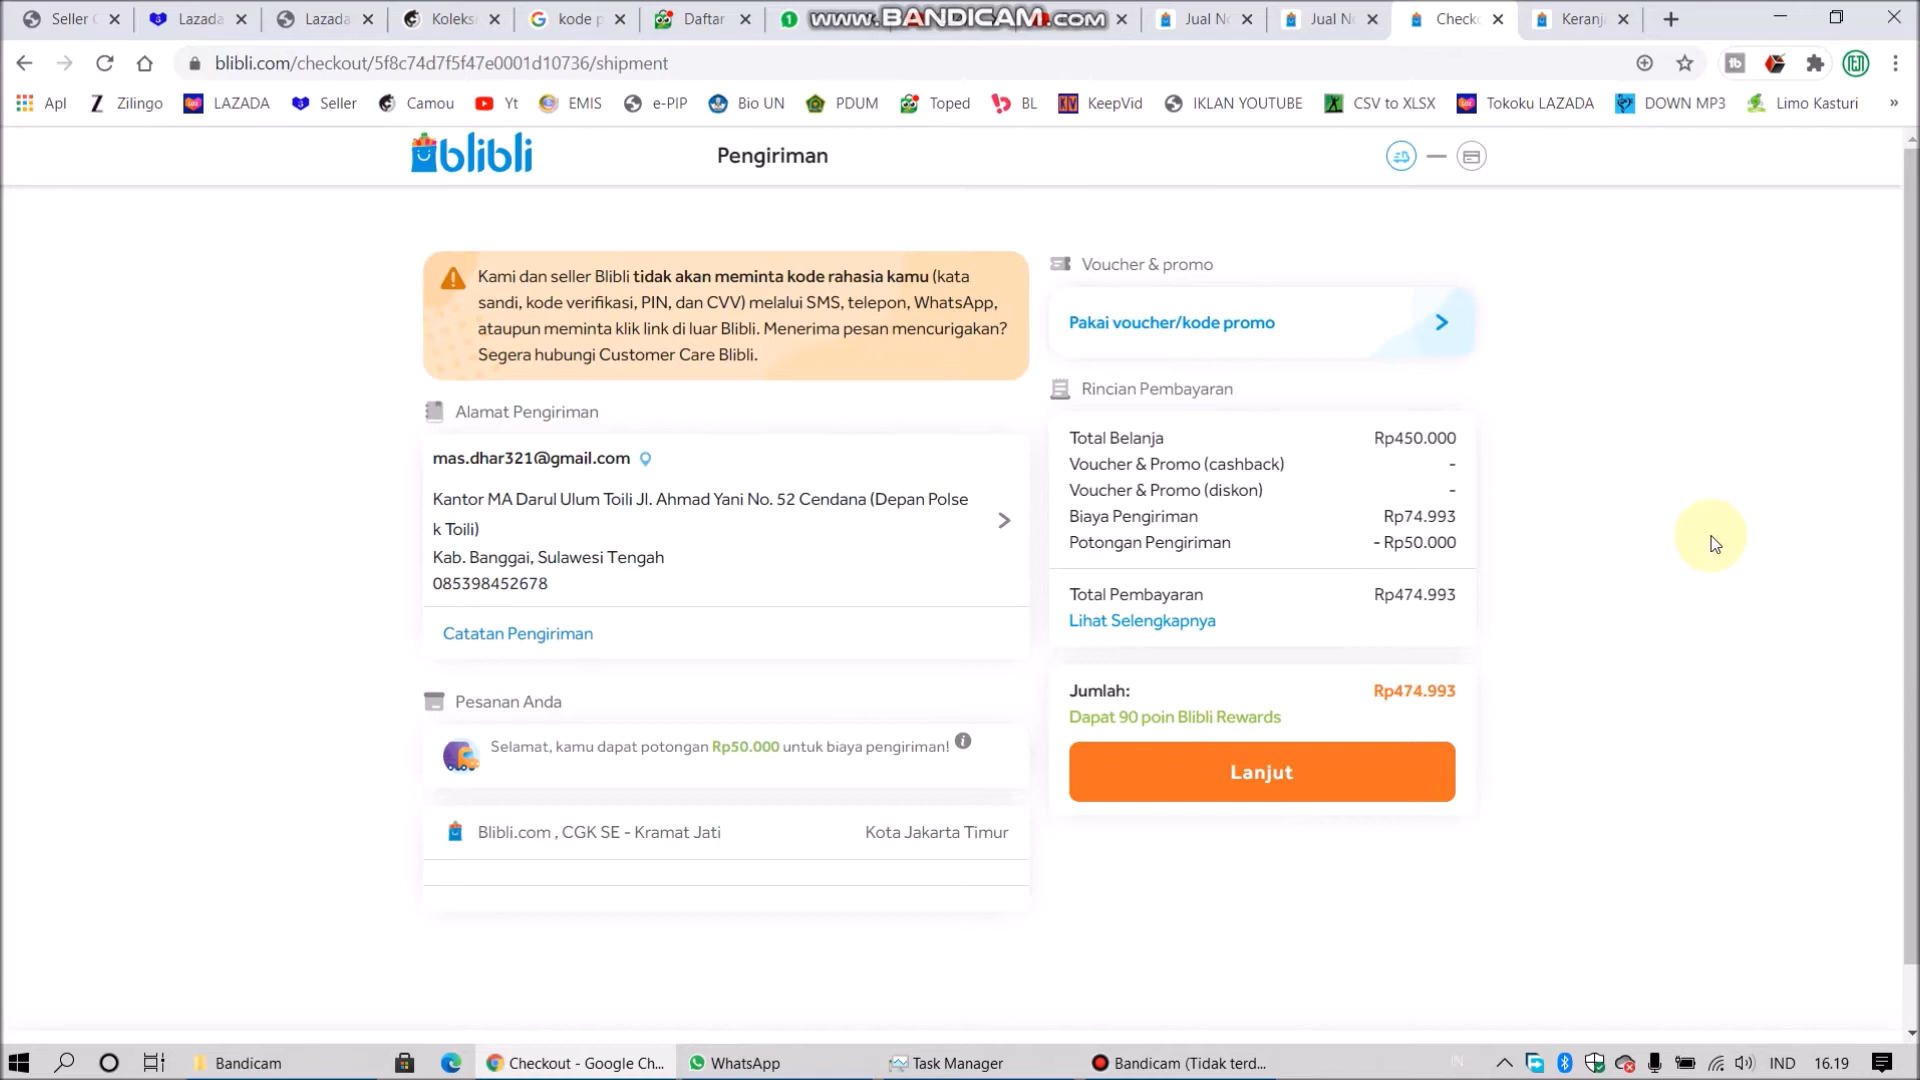 Seller C
Lazada
Lazada
Koleks
kode p
Daftar
www.BANDICAM.com
Jual N
Jual N
Check
Keranj
blibli.com/checkout/5f8c74d7f5f47e0001d10736/shipment
Apl
Zilingo
LAZADA
Seller
Camou
Yt
EMIS
e-PIP
Bio UN
PDUM
Toped
BL
KeepVid
IKLAN YOUTUBE
CSV to XLSX
Tokoku LAZADA
DOWN MP3
Limo Kasturi
blibli
Pengiriman
Kami dan seller Blibli tidak akan meminta kode rahasia kamu (kata
sandi, kode verifikasi, PIN, dan CVV) melalui SMS, telepon, WhatsApp,
ataupun meminta klik link di luar Blibli. Menerima pesan mencurigakan?
Segera hubungi Customer Care Blibli.
Alamat Pengiriman
mas.dhar321@gmail.com
Kantor MA Darul Ulum Toili Jl. Ahmad Yani No. 52 Cendana (Depan Polse
k Toili)
Kab. Banggai, Sulawesi Tengah
085398452678
Catatan Pengiriman
Pesanan Anda
Selamat, kamu dapat potongan Rp50.000 untuk biaya pengiriman!
Blibli.com , CGK SE - Kramat Jati
Kota Jakarta Timur
Voucher & promo
Pakai voucher/kode promo
Rincian Pembayaran
Total Belanja Rp450.000
Voucher & Promo (cashback) -
Voucher & Promo (diskon) -
Biaya Pengiriman Rp74.993
Potongan Pengiriman - Rp50.000
Total Pembayaran Rp474.993
Lihat Selengkapnya
Jumlah: Rp474.993
Dapat 90 poin Blibli Rewards
Lanjut
Bandicam
Checkout - Google Ch...
WhatsApp
Task Manager
Bandicam (Tidak terd...
IND
16.19